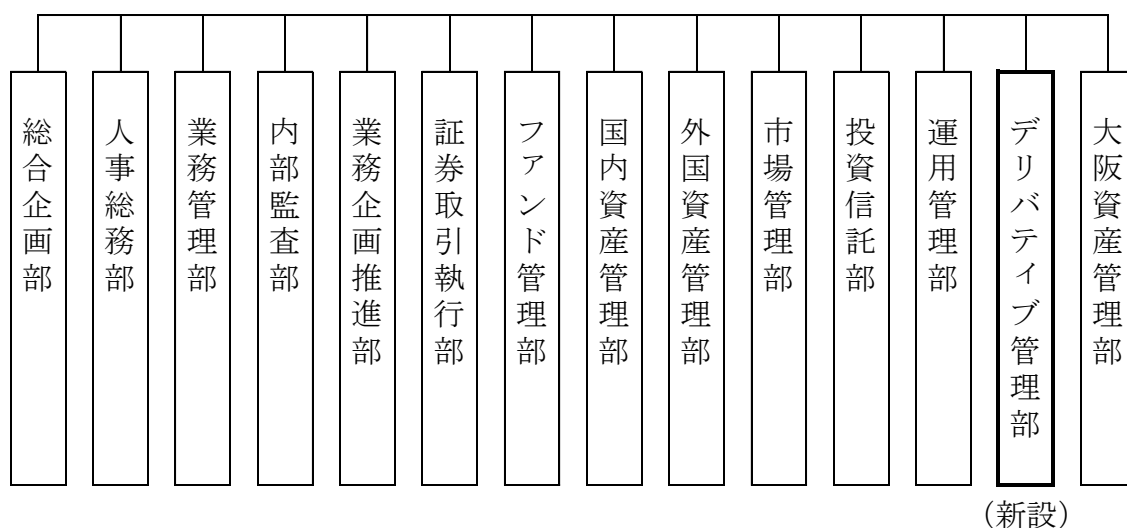 総合企画部
人事総務部
業務管理部
内部監査部
業務企画推進部
証券取引執行部
ファンド管理部
国内資産管理部
外国資産管理部
市場管理部
投資信託部
運用管理部
デリバティブ管理部
大阪資産管理部
（新設）